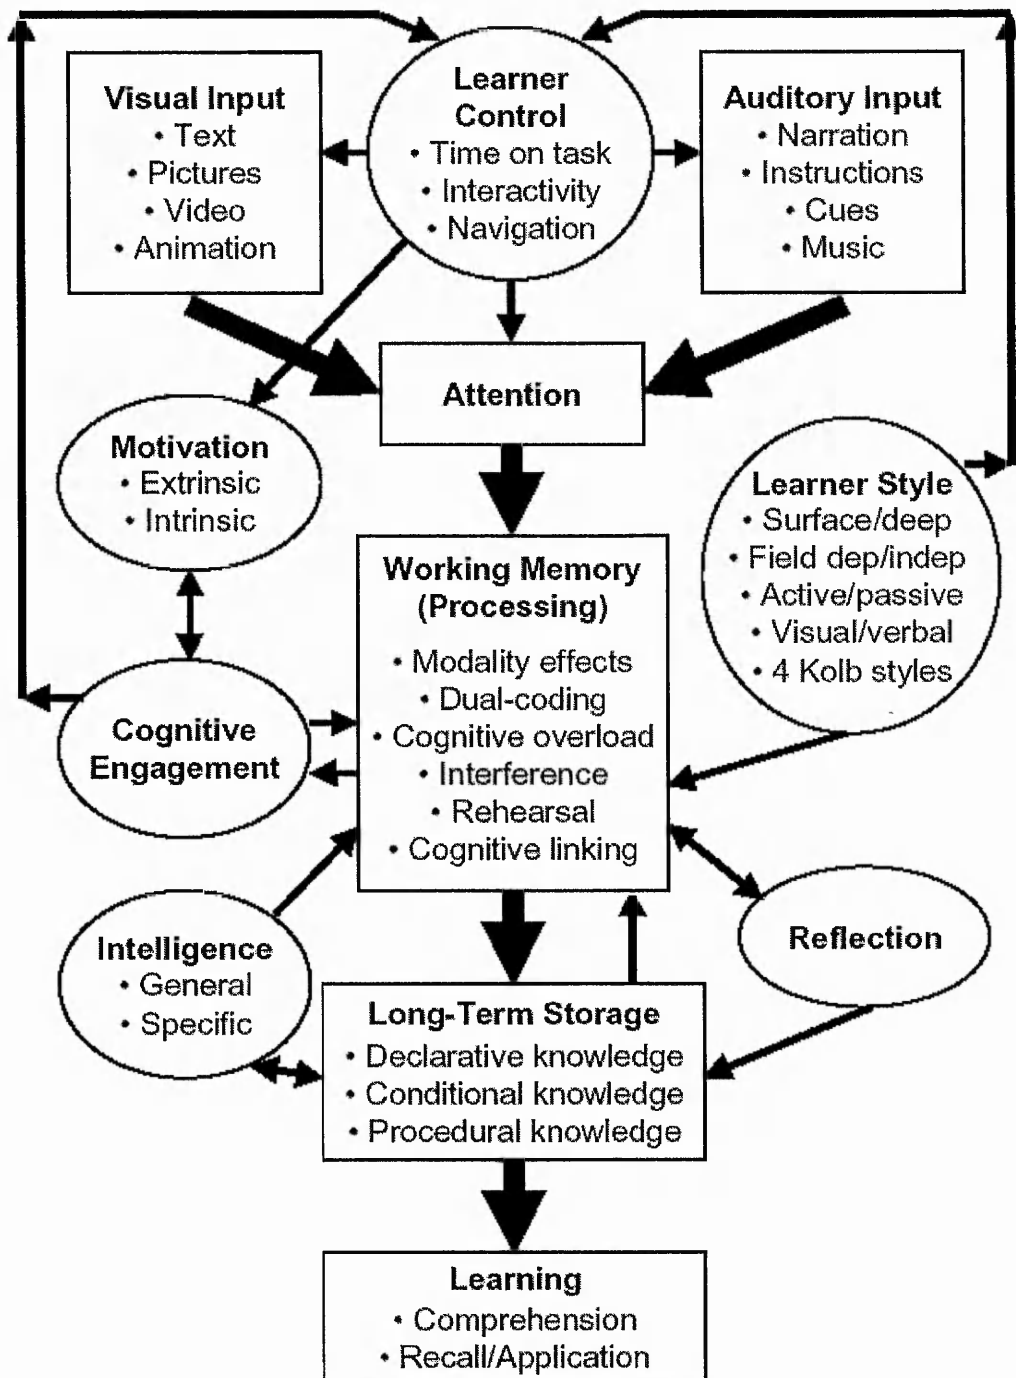 Visual Input
• Text
• Pictures
• Video
• Animation
Learner
Control
• Time on task
• Interactivity
• Navigation
Auditory Input
• Narration
• Instructions
• Cues
• Music
Attention
Motivation
• Extrinsic
• Intrinsic
Learner Style
• Surface/deep
• Field dep/indep
• Active/passive
• Visual/verbal
• 4 Kolb styles
Working Memory
(Processing)
• Modality effects
• Dual-coding
• Cognitive overload
• Interference
• Rehearsal
• Cognitive linking
Cognitive
Engagement
Intelligence
• General
• Specific
Reflection
Long-Term Storage
• Declarative knowledge
• Conditional knowledge
• Procedural knowledge
Learning
• Comprehension
• Recall/Application